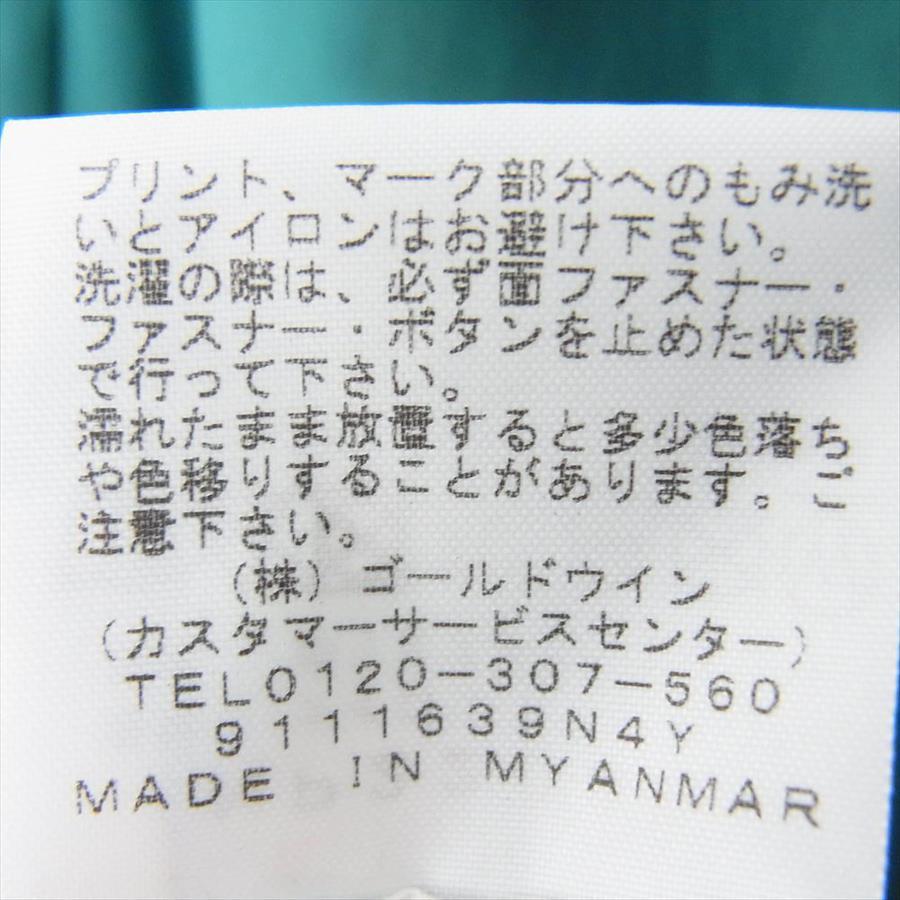 プリント、マーク部分へのもみ洗
いとアイロンはお避け下さい。
洗濯の際は、必ず面ファスナー・
ファスナー・ボタンを止めた状態
で行って下さい。
濡れたまま放置すると多少色落ち
や色移りすることがあります。ご
注意下さい。
（株）ゴールドウイン
（カスタマーサービスセンター）
TEL0120-307-560
9111639N4Y
MADE IN MYANMAR